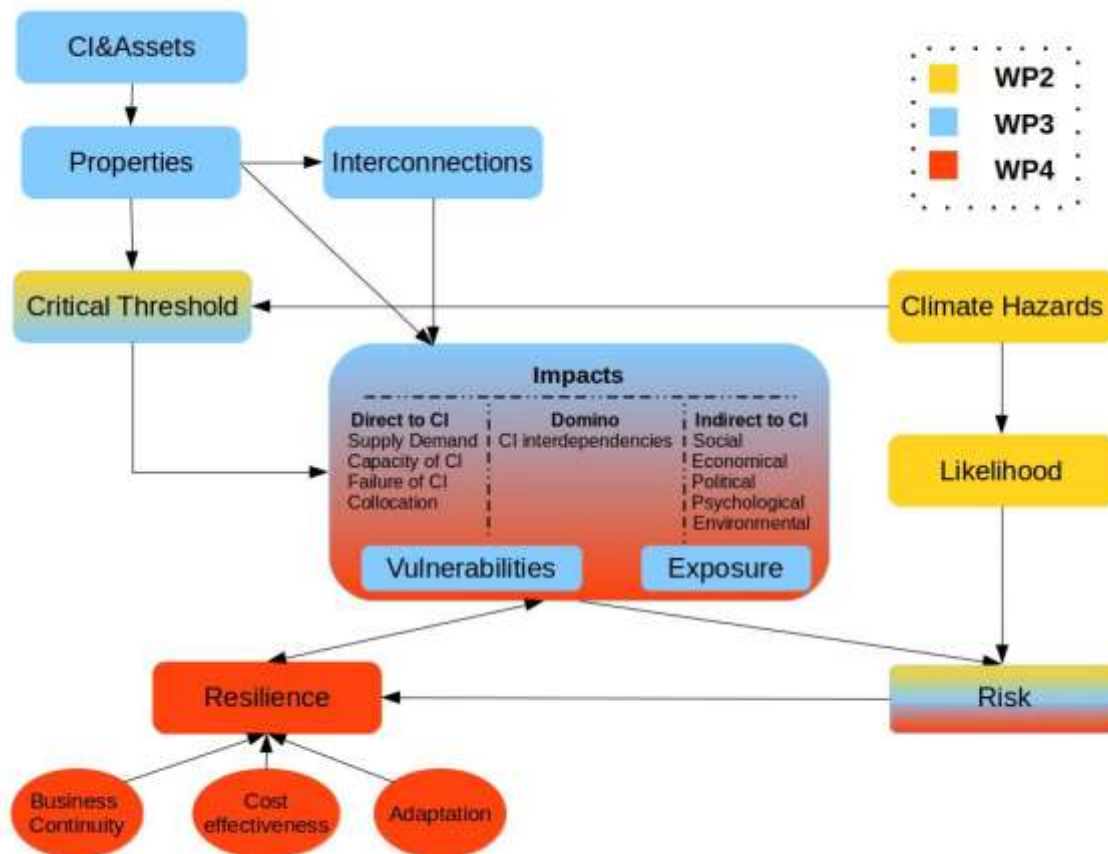 CI&Assets
WP2
WP3
WP4
Properties
Interconnections
Critical Threshold
Climate Hazards
Impacts
Direct to CI
Supply Demand
Capacity of CI
Failure of CI
Collocation
Domino
CI interdependencies
Indirect to CI
Social
Economical
Political
Psychological
Environmental
Likelihood
Vulnerabilities
Exposure
Resilience
Risk
Business
Continuity
Cost
effectiveness
Adaptation